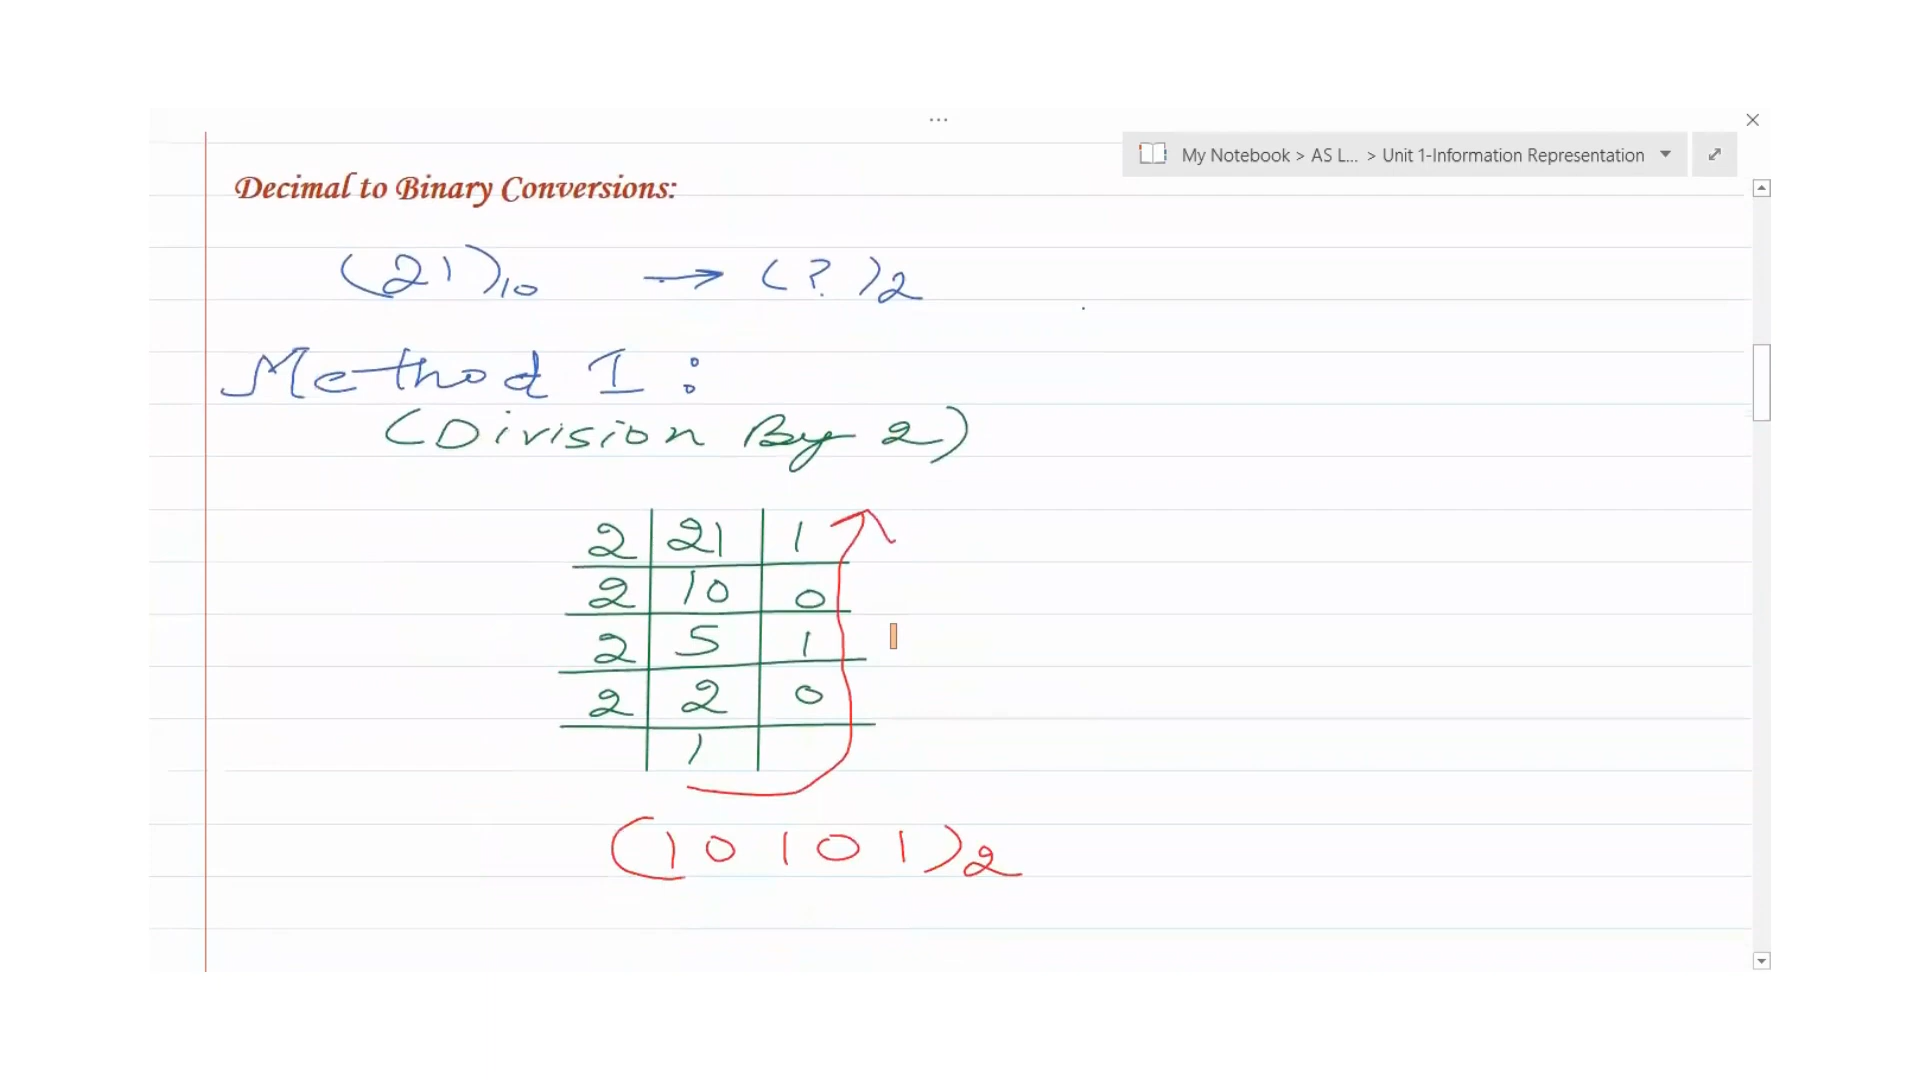 ...
My Notebook > AS L... > Unit 1-Information Representation
Decimal to Binary Conversions:
(21)10 → (?)2
Method 1:
(Division By 2)
2 21 1
2 10 0
2 5 1
2 2 0
1
(10101)2